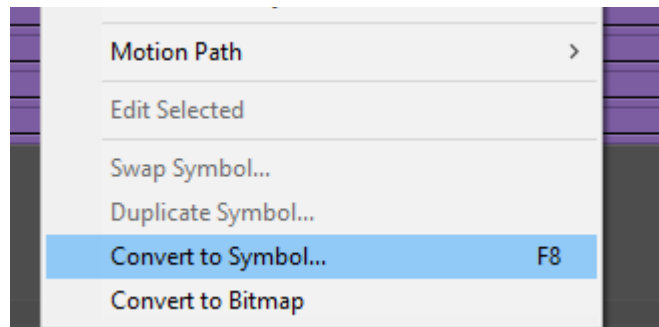 Motion Path
Edit Selected
Swap Symbol...
Duplicate Symbol...
Convert to Symbol... F8
Convert to Bitmap